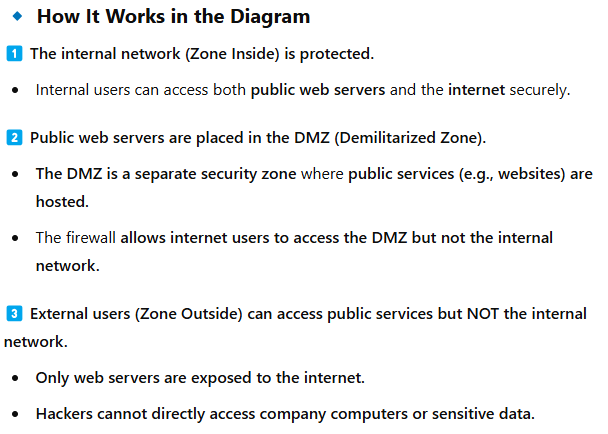 🔹 How It Works in the Diagram
1️⃣ The internal network (Zone Inside) is protected.
• Internal users can access both public web servers and the internet securely.
2️⃣ Public web servers are placed in the DMZ (Demilitarized Zone).
• The DMZ is a separate security zone where public services (e.g., websites) are
hosted.
• The firewall allows internet users to access the DMZ but not the internal
network.
3️⃣ External users (Zone Outside) can access public services but NOT the internal
network.
• Only web servers are exposed to the internet.
• Hackers cannot directly access company computers or sensitive data.